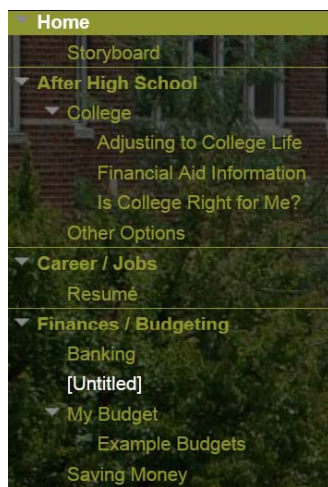 Home
Storyboard
After High School
College
Adjusting to College Life
Financial Aid Information
Is College Right for Me?
Other Options
Career / Jobs
Resumé
Finances / Budgeting
Banking
[Untitled]
My Budget
Example Budgets
Saving Money